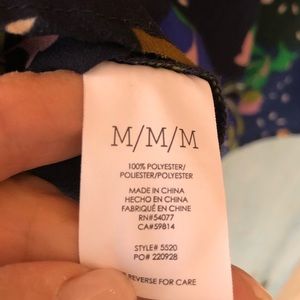 M/M/M
100% POLYESTER/
POLIESTER/POLYESTER
MADE IN CHINA
HECHO EN CHINA
FABRIQUÉ EN CHINE
RN#54077
CA#59814
STYLE# 5520
PO# 220928
REVERSE FOR CARE